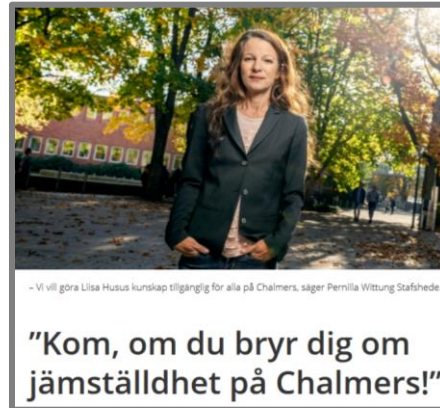 – Vi vill göra Liisa Husus kunskap tillgänglig för alla på Chalmers, säger Pernilla Wittung Stafshede
”Kom, om du bryr dig om
jämställdhet på Chalmers!”